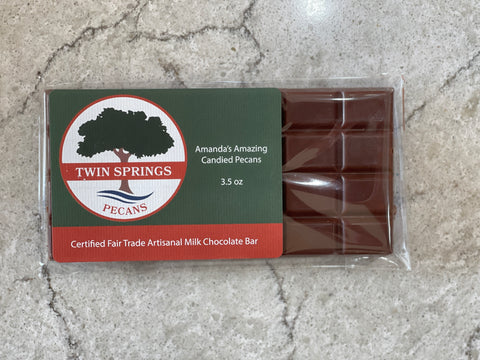 TWIN SPRINGS
PECANS
Amanda's Amazing
Candied Pecans
3.5 oz
Certified Fair Trade Artisanal Milk Chocolate Bar